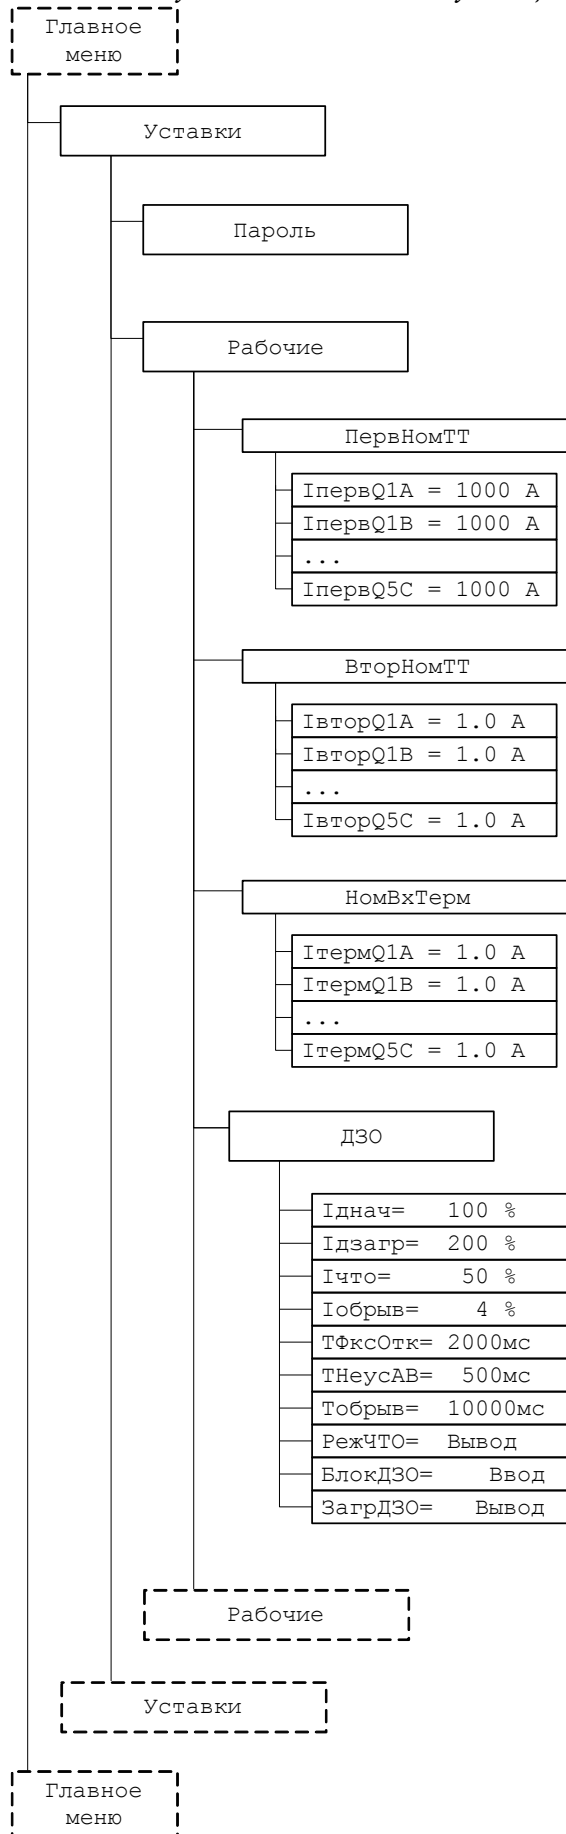 Главное
меню
Уставки
Пароль
Рабочие
ПервНомТТ
IпервQ1A = 1000 А
IпервQ1B = 1000 А
...
IпервQ5C = 1000 А
ВторНомТТ
IвторQ1A = 1.0 А
IвторQ1B = 1.0 А
...
IвторQ5C = 1.0 А
НомВхТерм
IтермQ1A = 1.0 А
IтермQ1B = 1.0 А
...
IтермQ5C = 1.0 А
ДЗО
Iднач= 100 %
Iдзагр= 200 %
Iчто= 50 %
Iобрыв= 4 %
ТФксОтк= 2000мс
ТНеусАВ= 500мс
Тобрыв= 10000мс
РежЧТО= Вывод
БлокДЗО= Ввод
ЗагрДЗО= Вывод
Рабочие
Уставки
Главное
меню